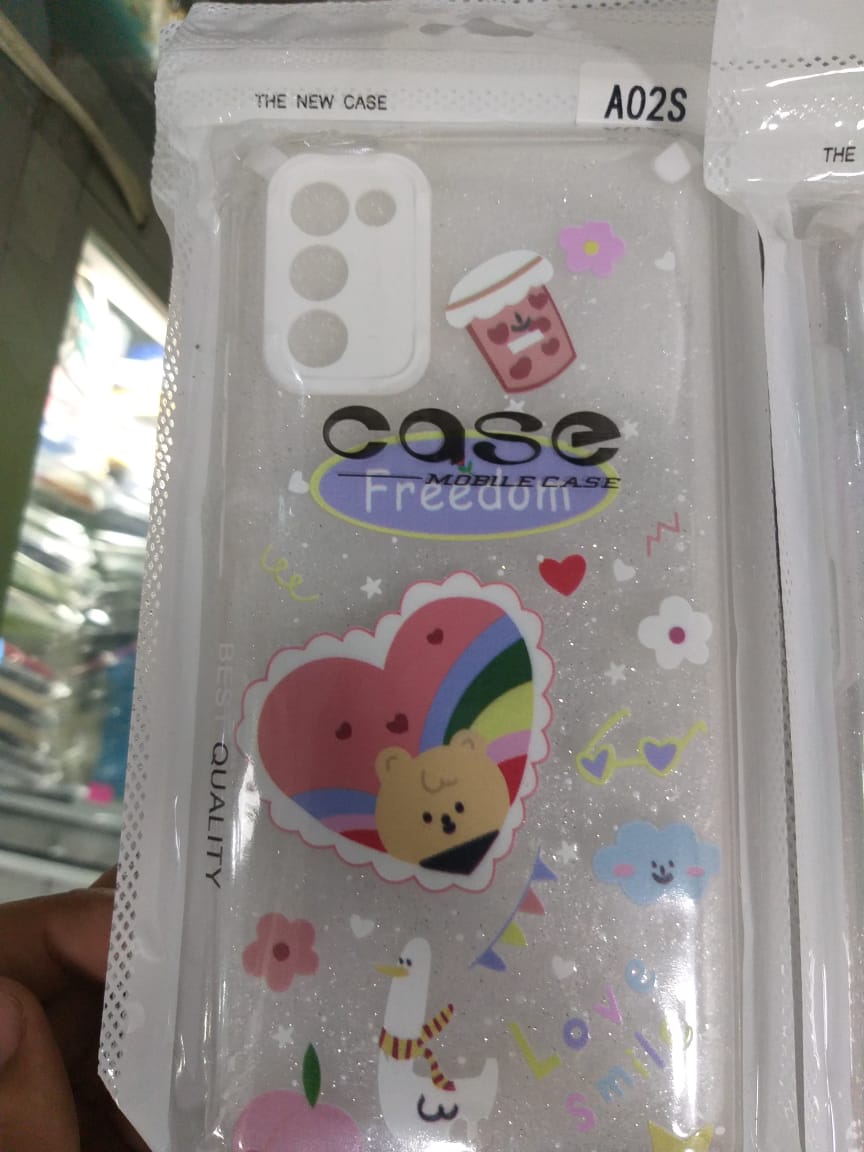 THE NEW CASE
A02S
THE
case
MOBILE CASE
Freedom
BEST QUALITY
Love
Smile